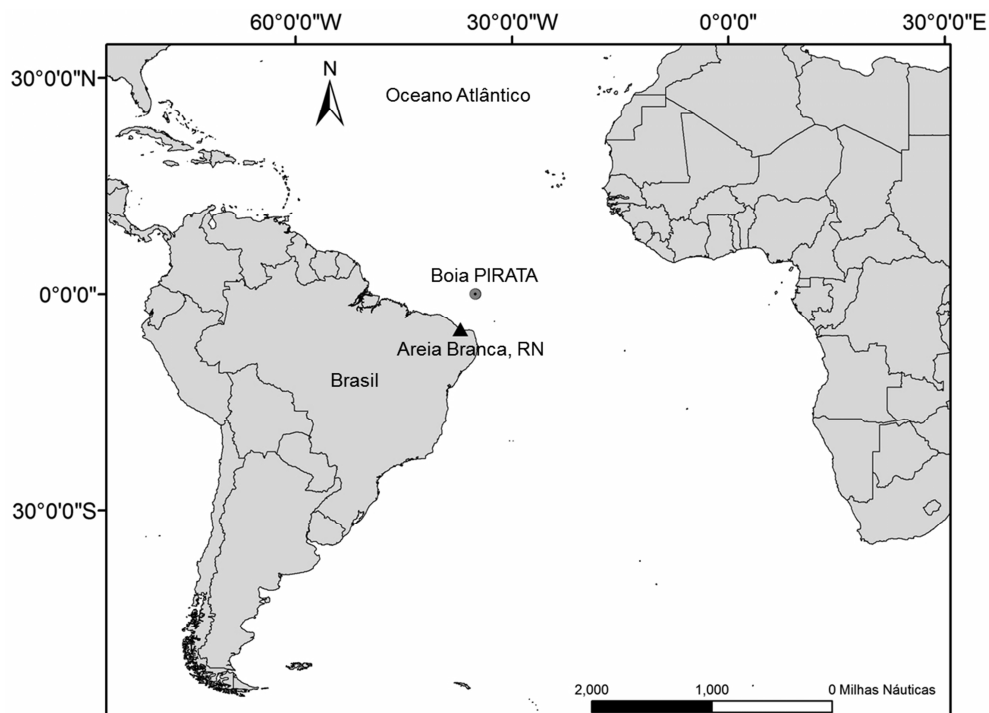 60°0'0"W 30°0'0"W 0°0'0" 30°0'0"E
30°0'0"N
N
Oceano Atlântico
Boia PIRATA
0°0'0"
Areia Branca, RN
Brasil
30°0'0"S
2,000 1,000 0 Milhas Náuticas